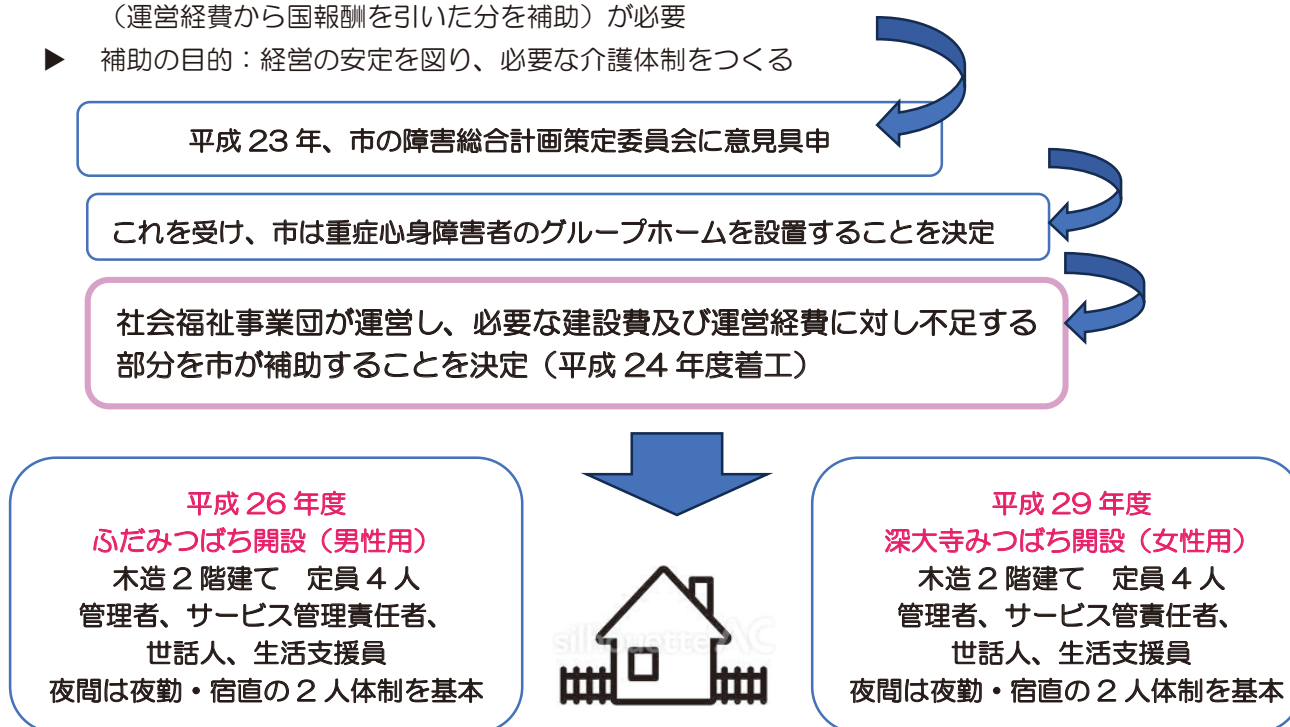 （運営経費から国報酬を引いた分を補助）が必要
▶ 補助の目的：経営の安定を図り、必要な介護体制をつくる
平成 23 年、市の障害総合計画策定委員会に意見具申
これを受け、市は重症心身障害者のグループホームを設置することを決定
社会福祉事業団が運営し、必要な建設費及び運営経費に対し不足する
部分を市が補助することを決定（平成 24 年度着工）
平成 26 年度
ふだみつばち開設（男性用）
木造２階建て　定員４人
管理者、サービス管理責任者、
世話人、生活支援員
夜間は夜勤・宿直の２人体制を基本
silhouette AC
平成 29 年度
深大寺みつばち開設（女性用）
木造２階建て　定員４人
管理者、サービス管責任者、
世話人、生活支援員
夜間は夜勤・宿直の２人体制を基本